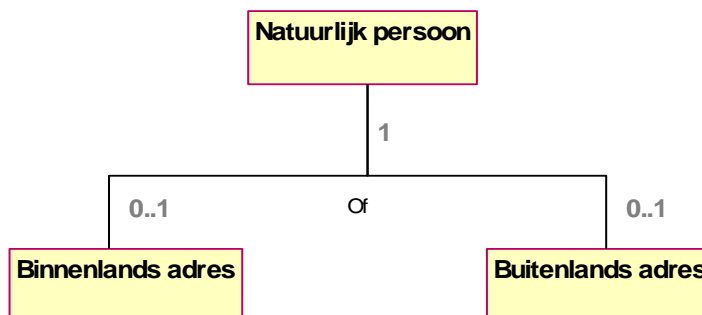 Natuurlijk persoon
1
0..1
Of
0..1
Binnenlands adres
Buitenlands adres